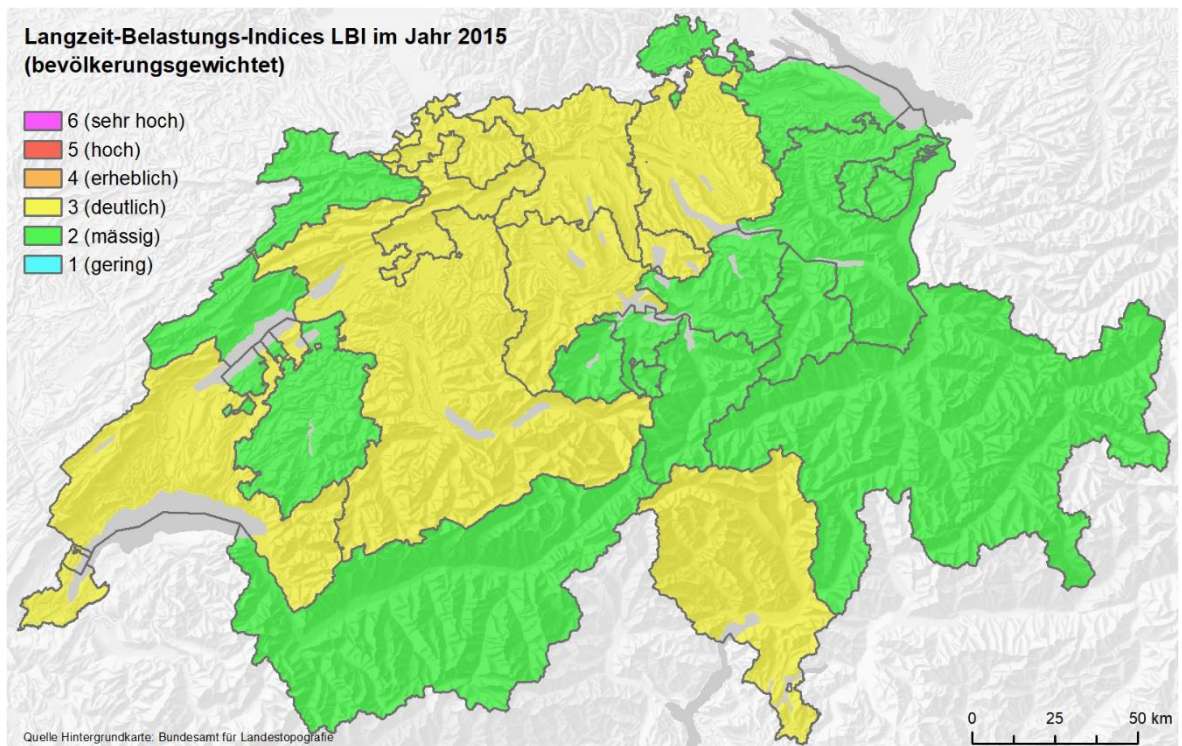 Langzeit-Belastungs-Indices LBI im Jahr 2015
(bevölkerungsgewichtet)
6 (sehr hoch)
5 (hoch)
4 (erheblich)
3 (deutlich)
2 (mässig)
1 (gering)
Quelle Hintergrundkarte: Bundesamt für Landestopografie
0 25 50 km